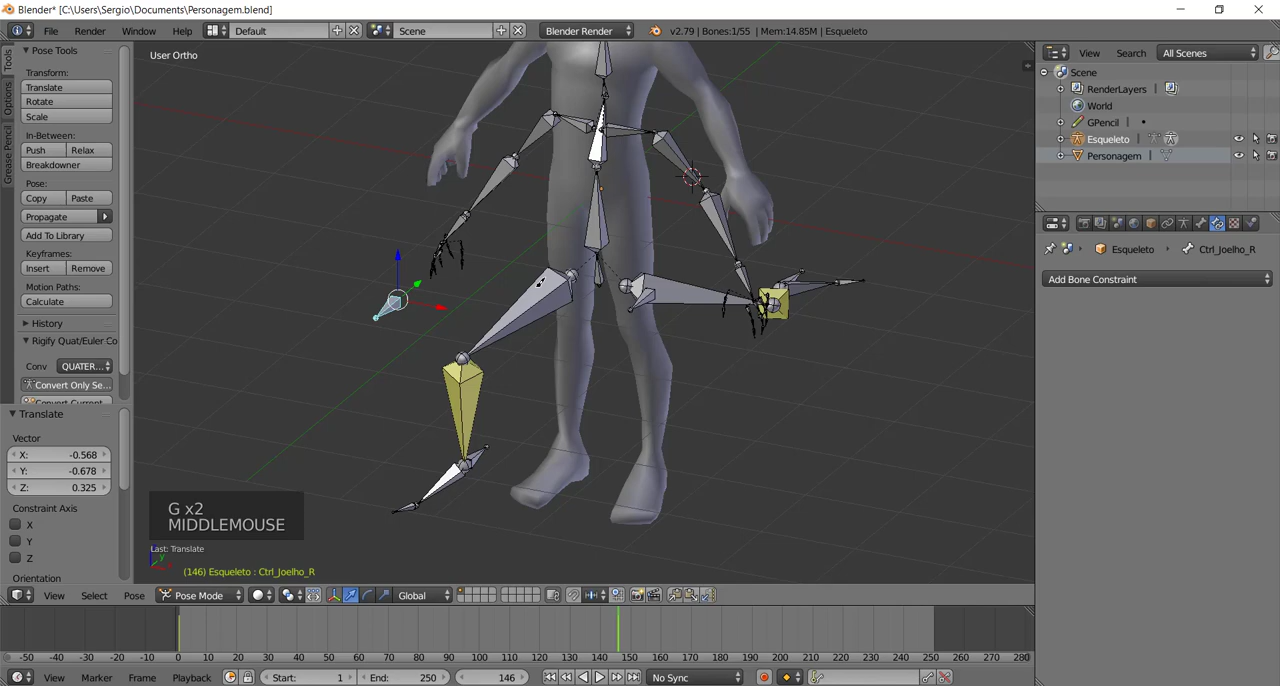 Blender* [C:\Users\Sergio\Documents\Personagem.blend]
File Render Window Help Default Scene Blender Render v2.79 | Bones:1/55 | Mem:14.85M | Esqueleto
Tools
Options
Grease Pencil
Pose Tools
Transform:
Translate
Rotate
Scale
In-Between:
Push Relax
Breakdowner
Pose:
Copy Paste
Propagate
Add To Library
Keyframes:
Insert Remove
Motion Paths:
Calculate
History
Rigify Quat/Euler Co
Conv QUATER...
Convert Only Se...
Convert Current
Translate
Vector
X: -0.568
Y: -0.678
Z: 0.325
Constraint Axis
X
Y
Z
Orientation
User Ortho
G x2
MIDDLEMOUSE
Last: Translate
y
(146) Esqueleto : Ctrl_Joelho_R
View Search All Scenes
Scene
RenderLayers
World
GPencil
Esqueleto
Personagem
Esqueleto Ctrl_Joelho_R
Add Bone Constraint
View Select Pose Pose Mode Global
-50 -40 -30 -20 -10 0 10 20 30 40 50 60 70 80 90 100 110 120 130 140 150 160 170 180 190 200 210 220 230 240 250 260 270 280
View Marker Frame Playback Start: 1 End: 250 146 No Sync